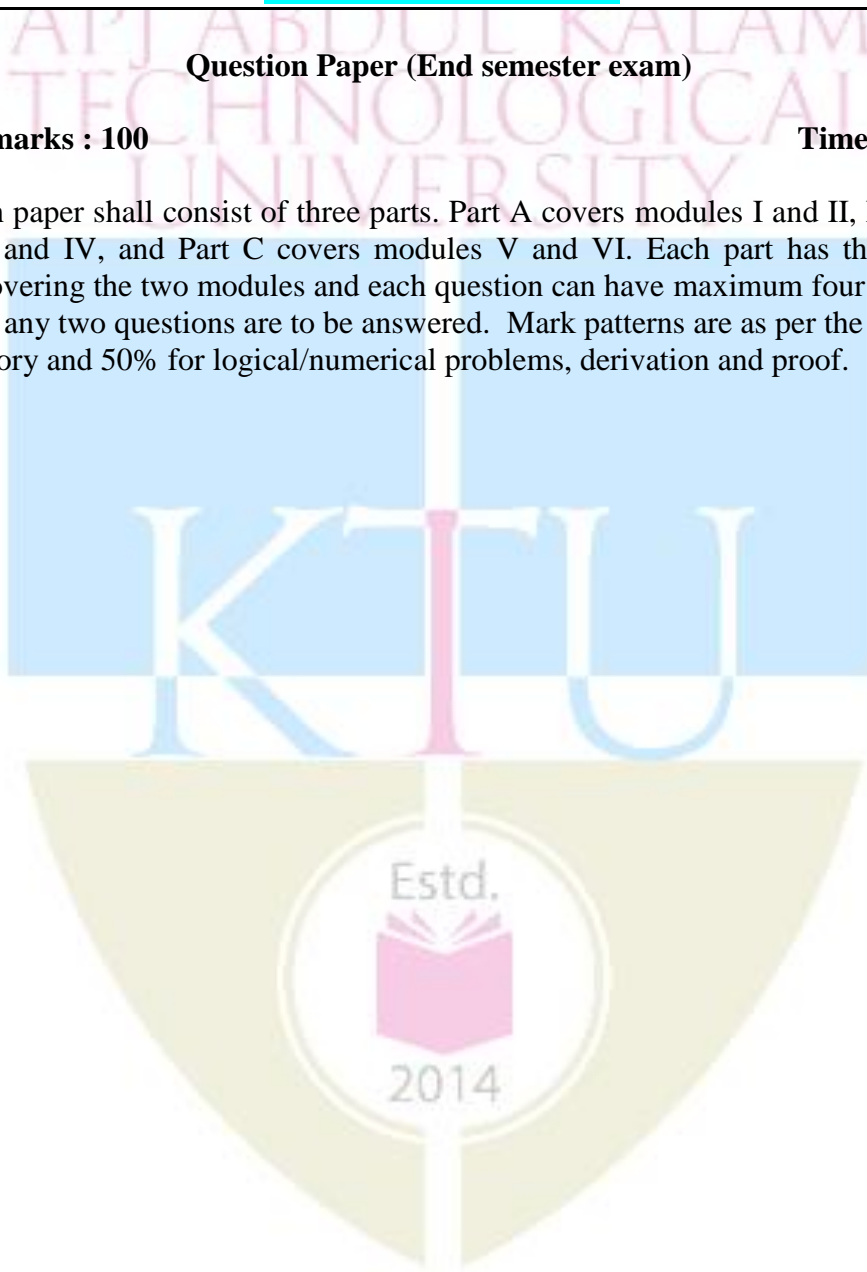 APJ ABDUL KALAM
TECHNOLOGICAL
UNIVERSITY
Question Paper (End semester exam)
marks : 100 Time
paper shall consist of three parts. Part A covers modules I and II,
and IV, and Part C covers modules V and VI. Each part has
overing the two modules and each question can have maximum four
any two questions are to be answered. Mark patterns are as per the
ory and 50% for logical/numerical problems, derivation and proof.
KTU
Estd.
2014